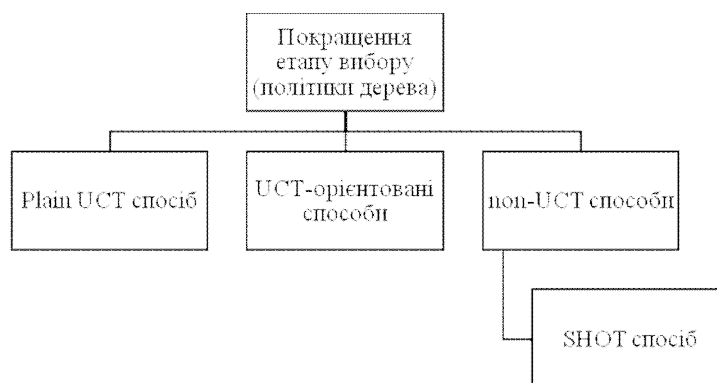 Покращення
етапу вибору
(політики дерева)
Plain UCT спосіб
UCT-орієнтовані
способи
non-UCT способи
SHOT спосіб